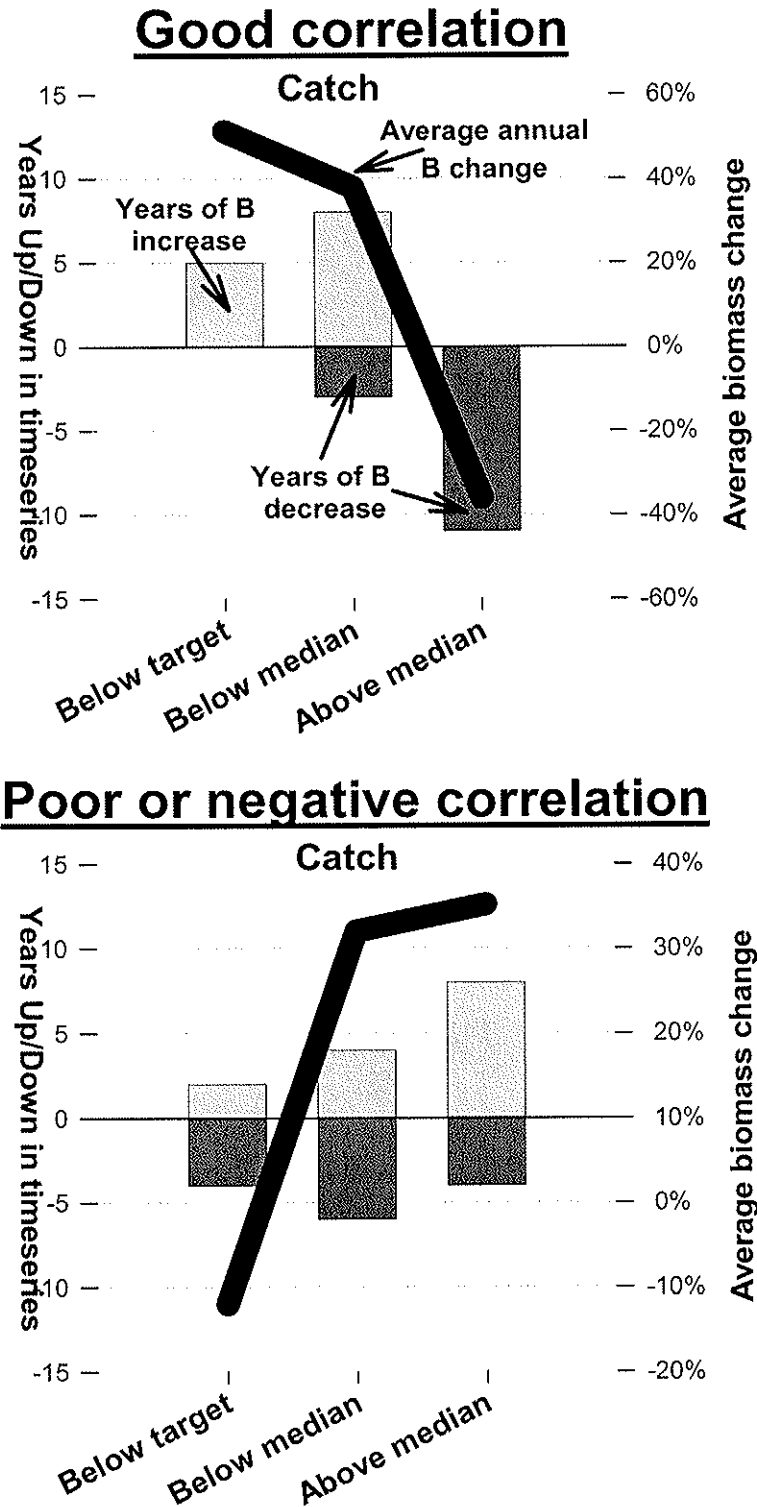 Good correlation
Catch
15
10
5
0
-5
-10
-15
Years Up/Down in timeseries
Average annual
B change
Years of B
increase
Years of B
decrease
60%
40%
20%
0%
-20%
-40%
-60%
Average biomass change
Below target
Below median
Above median
Poor or negative correlation
Catch
15
10
5
0
-5
-10
-15
Years Up/Down in timeseries
40%
30%
20%
10%
0%
-10%
-20%
Average biomass change
Below target
Below median
Above median